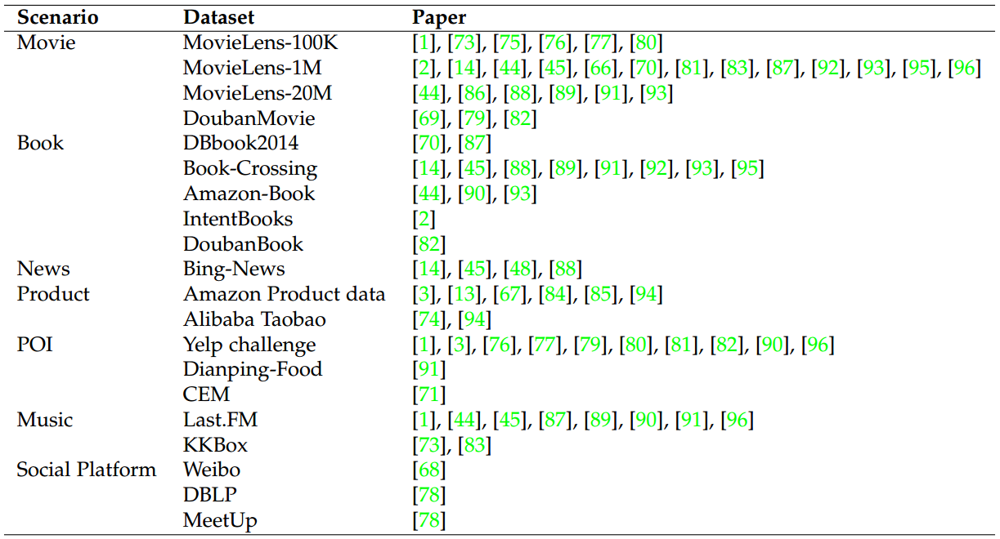 Scenario Dataset Paper
Movie MovieLens-100K [1], [73], [75], [76], [77], [80]
MovieLens-1M [2], [14], [44], [45], [66], [70], [81], [83], [87], [92], [93], [95], [96]
MovieLens-20M [44], [86], [88], [89], [91], [93]
DoubanMovie [69], [79], [82]
Book DBbook2014 [70], [87]
Book-Crossing [14], [45], [88], [89], [91], [92], [93], [95]
Amazon-Book [44], [90], [93]
IntentBooks [2]
DoubanBook [82]
News Bing-News [14], [45], [48], [88]
Product Amazon Product data [3], [13], [67], [84], [85], [94]
Alibaba Taobao [74], [94]
POI Yelp challenge [1], [3], [76], [77], [79], [80], [81], [82], [90], [96]
Dianping-Food [91]
CEM [71]
Music Last.FM [1], [44], [45], [87], [89], [90], [91], [96]
KKBox [73], [83]
Social Platform Weibo [68]
DBLP [78]
MeetUp [78]